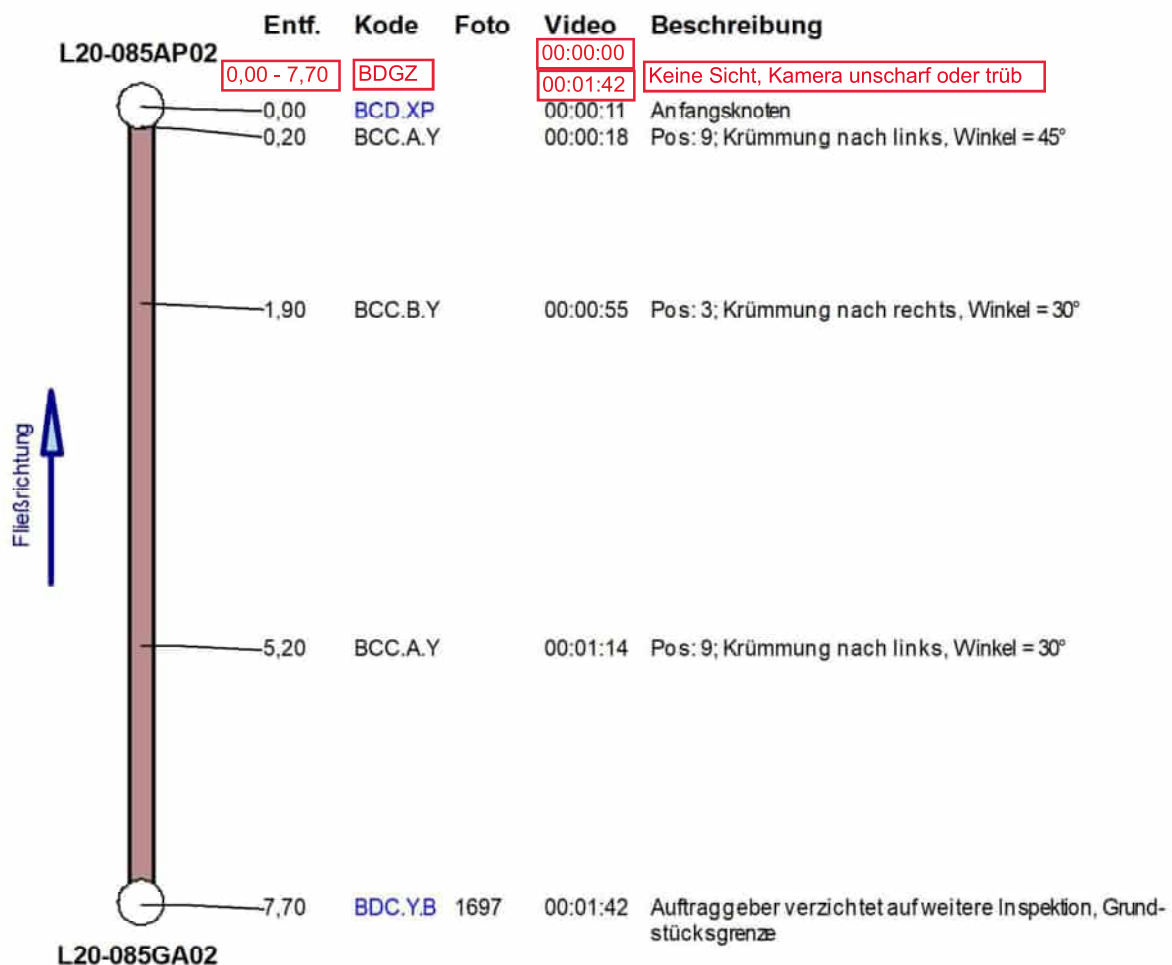 Entf. Kode Foto Video Beschreibung
L20-085AP02
00:00:00
0,00 - 7,70 BDGZ 00:01:42 Keine Sicht, Kamera unscharf oder trüb
0,00 BCD.XP 00:00:11 Anfangsknoten
0,20 BCC.A.Y 00:00:18 Pos: 9; Krümmung nach links, Winkel = 45°
1,90 BCC.B.Y 00:00:55 Pos: 3; Krümmung nach rechts, Winkel = 30°
Fließrichtung
5,20 BCC.A.Y 00:01:14 Pos: 9; Krümmung nach links, Winkel = 30°
7,70 BDC.Y.B 1697 00:01:42 Auftraggeber verzichtet auf weitere Inspektion, Grund-
stücksgrenze
L20-085GA02